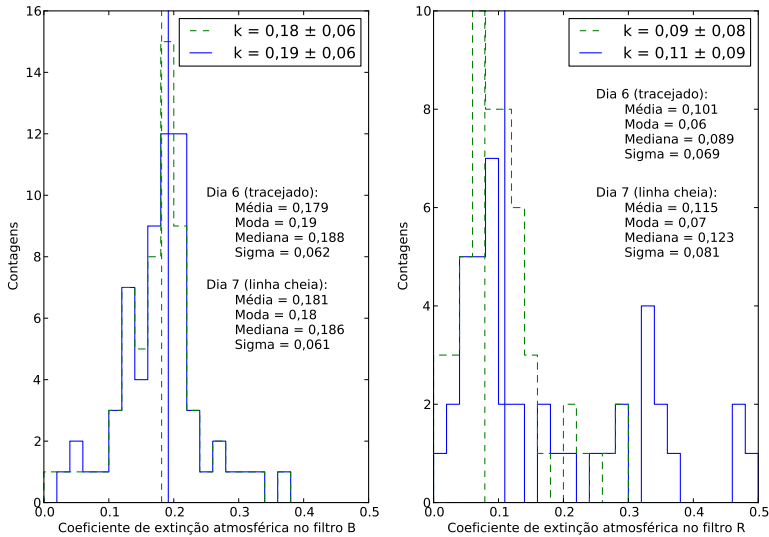 k = 0,18 ± 0,06
k = 0,19 ± 0,06
Dia 6 (tracejado):
Média = 0,179
Moda = 0,19
Mediana = 0,188
Sigma = 0,062
Dia 7 (linha cheia):
Média = 0,181
Moda = 0,18
Mediana = 0,186
Sigma = 0,061
Contagens
16
14
12
10
8
6
4
2
0
0.0
0.1
0.2
0.3
0.4
0.5
Coeficiente de extinção atmosférica no filtro B
k = 0,09 ± 0,08
k = 0,11 ± 0,09
Dia 6 (tracejado):
Média = 0,101
Moda = 0,06
Mediana = 0,089
Sigma = 0,069
Dia 7 (linha cheia):
Média = 0,115
Moda = 0,07
Mediana = 0,123
Sigma = 0,081
Contagens
10
8
6
4
2
0
0.0
0.1
0.2
0.3
0.4
0.5
Coeficiente de extinção atmosférica no filtro R